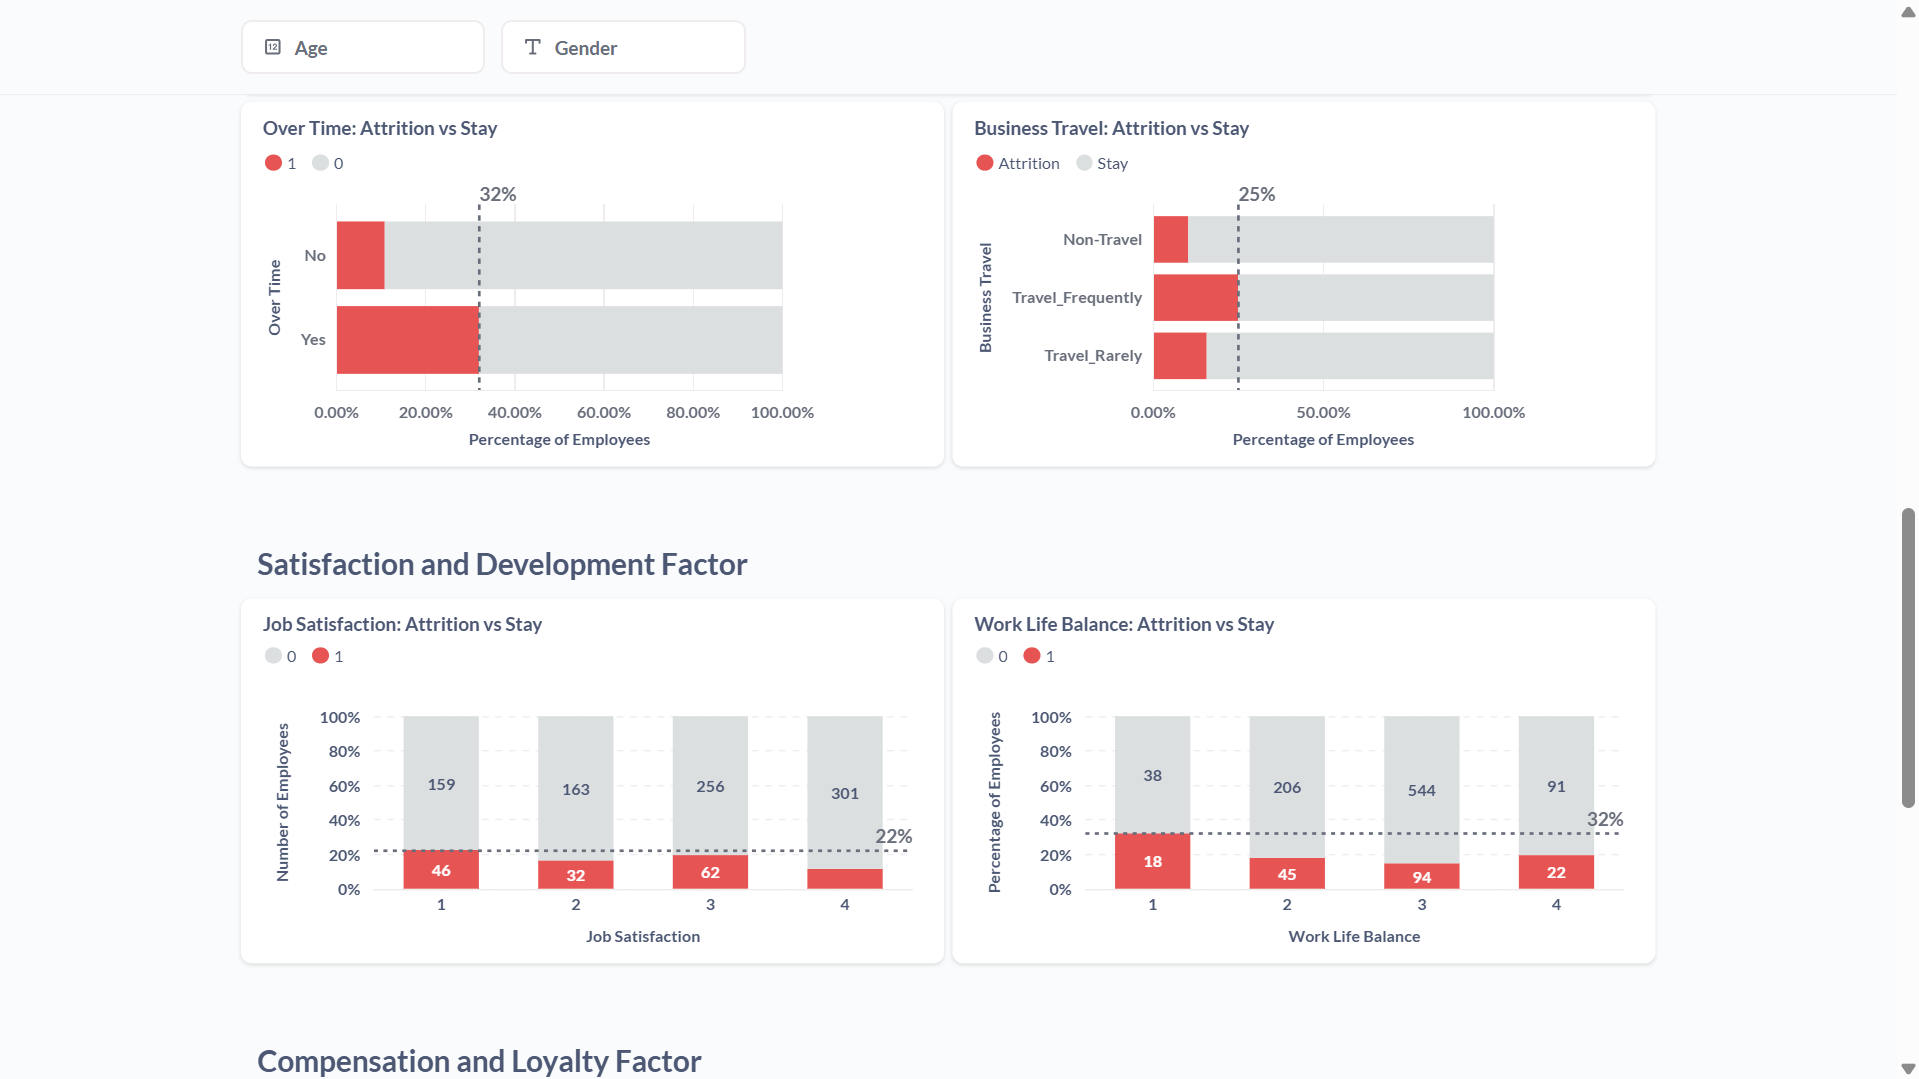 12 Age
Gender
Over Time: Attrition vs Stay
1 0
32%
Over Time
No
Yes
0.00% 20.00% 40.00% 60.00% 80.00% 100.00%
Percentage of Employees
Business Travel: Attrition vs Stay
Attrition Stay
25%
Business Travel
Non-Travel
Travel_Frequently
Travel_Rarely
0.00% 50.00% 100.00%
Percentage of Employees
Satisfaction and Development Factor
Job Satisfaction: Attrition vs Stay
0 1
Number of Employees
100%
80%
60%
40%
20%
0%
159 163 256 301
22%
46 32 62
1 2 3 4
Job Satisfaction
Work Life Balance: Attrition vs Stay
0 1
Percentage of Employees
100%
80%
60%
40%
20%
0%
38 206 544 91
32%
18 45 94 22
1 2 3 4
Work Life Balance
Compensation and Loyalty Factor